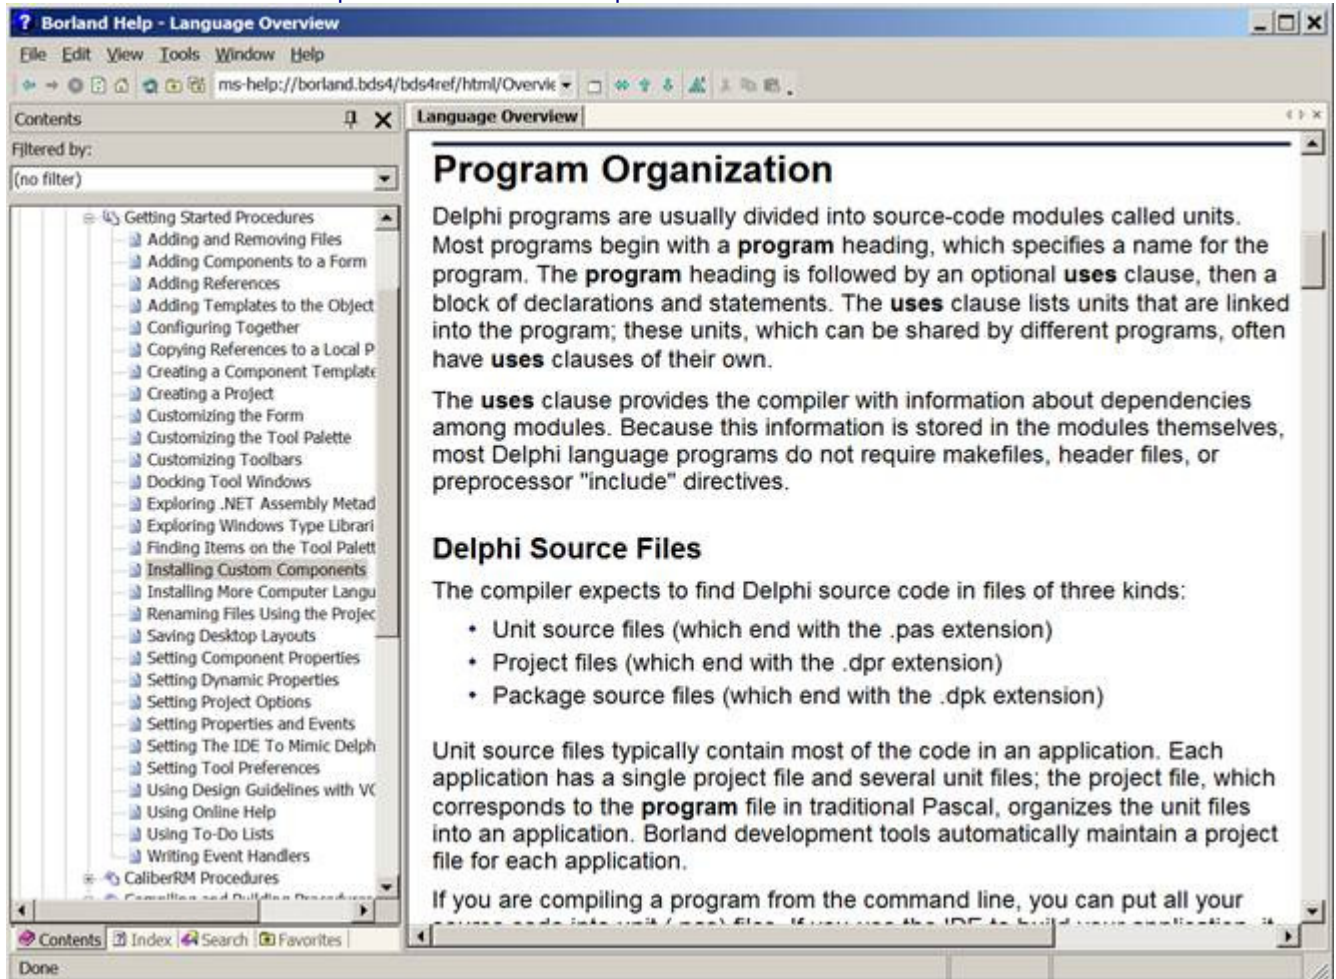 Borland Help - Language Overview
File Edit View Tools Window Help
ms-help://borland.bds4/bds4ref/html/Overvie
Contents
Filtered by:
(no filter)
Getting Started Procedures
Adding and Removing Files
Adding Components to a Form
Adding References
Adding Templates to the Object
Configuring Together
Copying References to a Local P
Creating a Component Template
Creating a Project
Customizing the Form
Customizing the Tool Palette
Customizing Toolbars
Docking Tool Windows
Exploring .NET Assembly Metad
Exploring Windows Type Librari
Finding Items on the Tool Palett
Installing Custom Components
Installing More Computer Langu
Renaming Files Using the Projec
Saving Desktop Layouts
Setting Component Properties
Setting Dynamic Properties
Setting Project Options
Setting Properties and Events
Setting The IDE To Mimic Delph
Setting Tool Preferences
Using Design Guidelines with VC
Using Online Help
Using To-Do Lists
Writing Event Handlers
CaliberRM Procedures
Contents Index Search Favorites
Language Overview
Program Organization
Delphi programs are usually divided into source-code modules called units.
Most programs begin with a program heading, which specifies a name for the
program. The program heading is followed by an optional uses clause, then a
block of declarations and statements. The uses clause lists units that are linked
into the program; these units, which can be shared by different programs, often
have uses clauses of their own.
The uses clause provides the compiler with information about dependencies
among modules. Because this information is stored in the modules themselves,
most Delphi language programs do not require makefiles, header files, or
preprocessor "include" directives.
Delphi Source Files
The compiler expects to find Delphi source code in files of three kinds:
• Unit source files (which end with the .pas extension)
• Project files (which end with the .dpr extension)
• Package source files (which end with the .dpk extension)
Unit source files typically contain most of the code in an application. Each
application has a single project file and several unit files; the project file, which
corresponds to the program file in traditional Pascal, organizes the unit files
into an application. Borland development tools automatically maintain a project
file for each application.
If you are compiling a program from the command line, you can put all your
Done